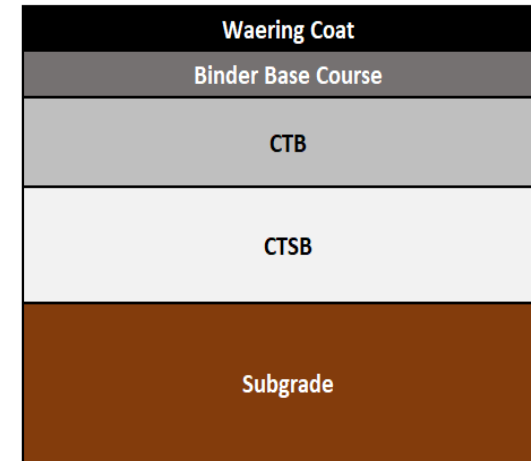 Waering Coat
Binder Base Course
CTB
CTSB
Subgrade